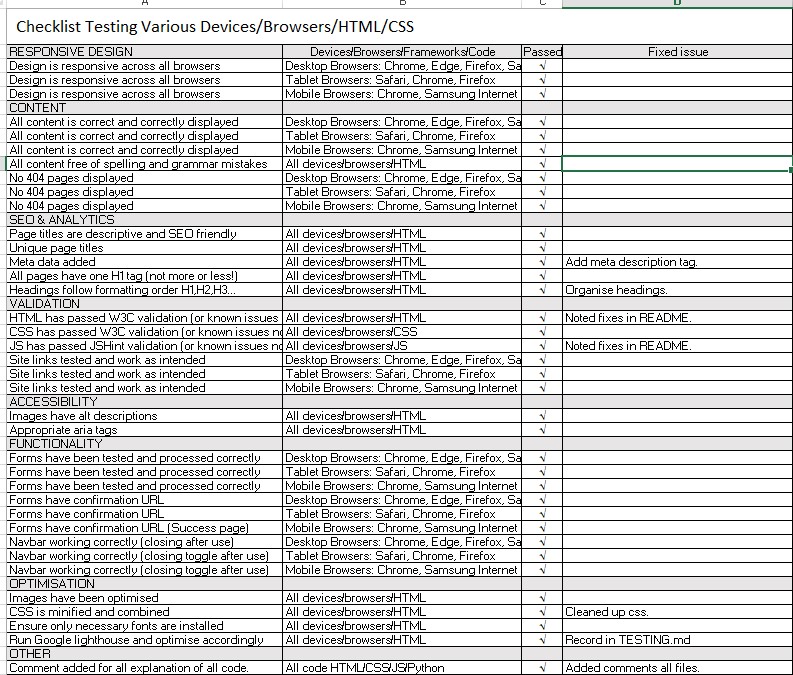 A B C D
Checklist Testing Various Devices/Browsers/HTML/CSS
RESPONSIVE DESIGN Devices/Browsers/Frameworks/Code Passed Fixed issue
Design is responsive across all browsers Desktop Browsers: Chrome, Edge, Firefox, Sa √
Design is responsive across all browsers Tablet Browsers: Safari, Chrome, Firefox √
Design is responsive across all browsers Mobile Browsers: Chrome, Samsung Internet √
CONTENT
All content is correct and correctly displayed Desktop Browsers: Chrome, Edge, Firefox, Sa √
All content is correct and correctly displayed Tablet Browsers: Safari, Chrome, Firefox √
All content is correct and correctly displayed Mobile Browsers: Chrome, Samsung Internet √
All content free of spelling and grammar mistakes All devices/browsers/HTML √
No 404 pages displayed Desktop Browsers: Chrome, Edge, Firefox, Sa √
No 404 pages displayed Tablet Browsers: Safari, Chrome, Firefox √
No 404 pages displayed Mobile Browsers: Chrome, Samsung Internet √
SEO & ANALYTICS
Page titles are descriptive and SEO friendly All devices/browsers/HTML √
Unique page titles All devices/browsers/HTML √
Meta data added All devices/browsers/HTML √ Add meta description tag.
All pages have one H1 tag (not more or less!) All devices/browsers/HTML √
Headings follow formatting order H1,H2,H3... All devices/browsers/HTML √ Organise headings.
VALIDATION
HTML has passed W3C validation (or known issues All devices/browsers/HTML √ Noted fixes in README.
CSS has passed W3C validation (or known issues no All devices/browsers/CSS √
JS has passed JSHint validation (or known issues no All devices/browsers/JS √ Noted fixes in README.
Site links tested and work as intended Desktop Browsers: Chrome, Edge, Firefox, Sa √
Site links tested and work as intended Tablet Browsers: Safari, Chrome, Firefox √
Site links tested and work as intended Mobile Browsers: Chrome, Samsung Internet √
ACCESSIBILITY
Images have alt descriptions All devices/browsers/HTML √
Appropriate aria tags All devices/browsers/HTML √
FUNCTIONALITY
Forms have been tested and processed correctly Desktop Browsers: Chrome, Edge, Firefox, Sa √
Forms have been tested and processed correctly Tablet Browsers: Safari, Chrome, Firefox √
Forms have been tested and processed correctly Mobile Browsers: Chrome, Samsung Internet √
Forms have confirmation URL Desktop Browsers: Chrome, Edge, Firefox, Sa √
Forms have confirmation URL Tablet Browsers: Safari, Chrome, Firefox √
Forms have confirmation URL (Success page) Mobile Browsers: Chrome, Samsung Internet √
Navbar working correctly (closing after use) Desktop Browsers: Chrome, Edge, Firefox, Sa √
Navbar working correctly (closing toggle after use) Tablet Browsers: Safari, Chrome, Firefox √
Navbar working correctly (closing toggle after use) Mobile Browsers: Chrome, Samsung Internet √
OPTIMISATION
Images have been optimised All devices/browsers/HTML √
CSS is minified and combined All devices/browsers/HTML √ Cleaned up css.
Ensure only necessary fonts are installed All devices/browsers/HTML √
Run Google lighthouse and optimise accordingly All devices/browsers/HTML √ Record in TESTING.md
OTHER
Comment added for all explanation of all code. All code HTML/CSS/JS/Python √ Added comments all files.